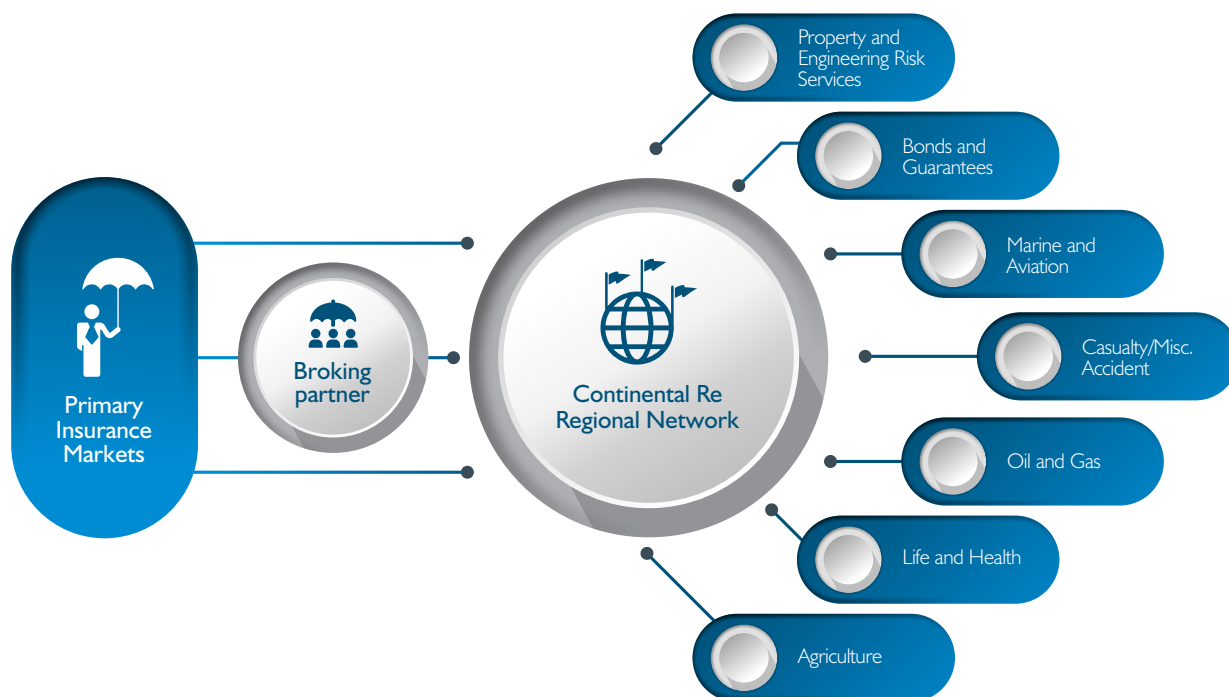 Primary
Insurance
Markets
Broking
partner
Continental Re
Regional Network
Property and
Engineering Risk
Services
Bonds and
Guarantees
Marine and
Aviation
Casualty/Misc.
Accident
Oil and Gas
Life and Health
Agriculture